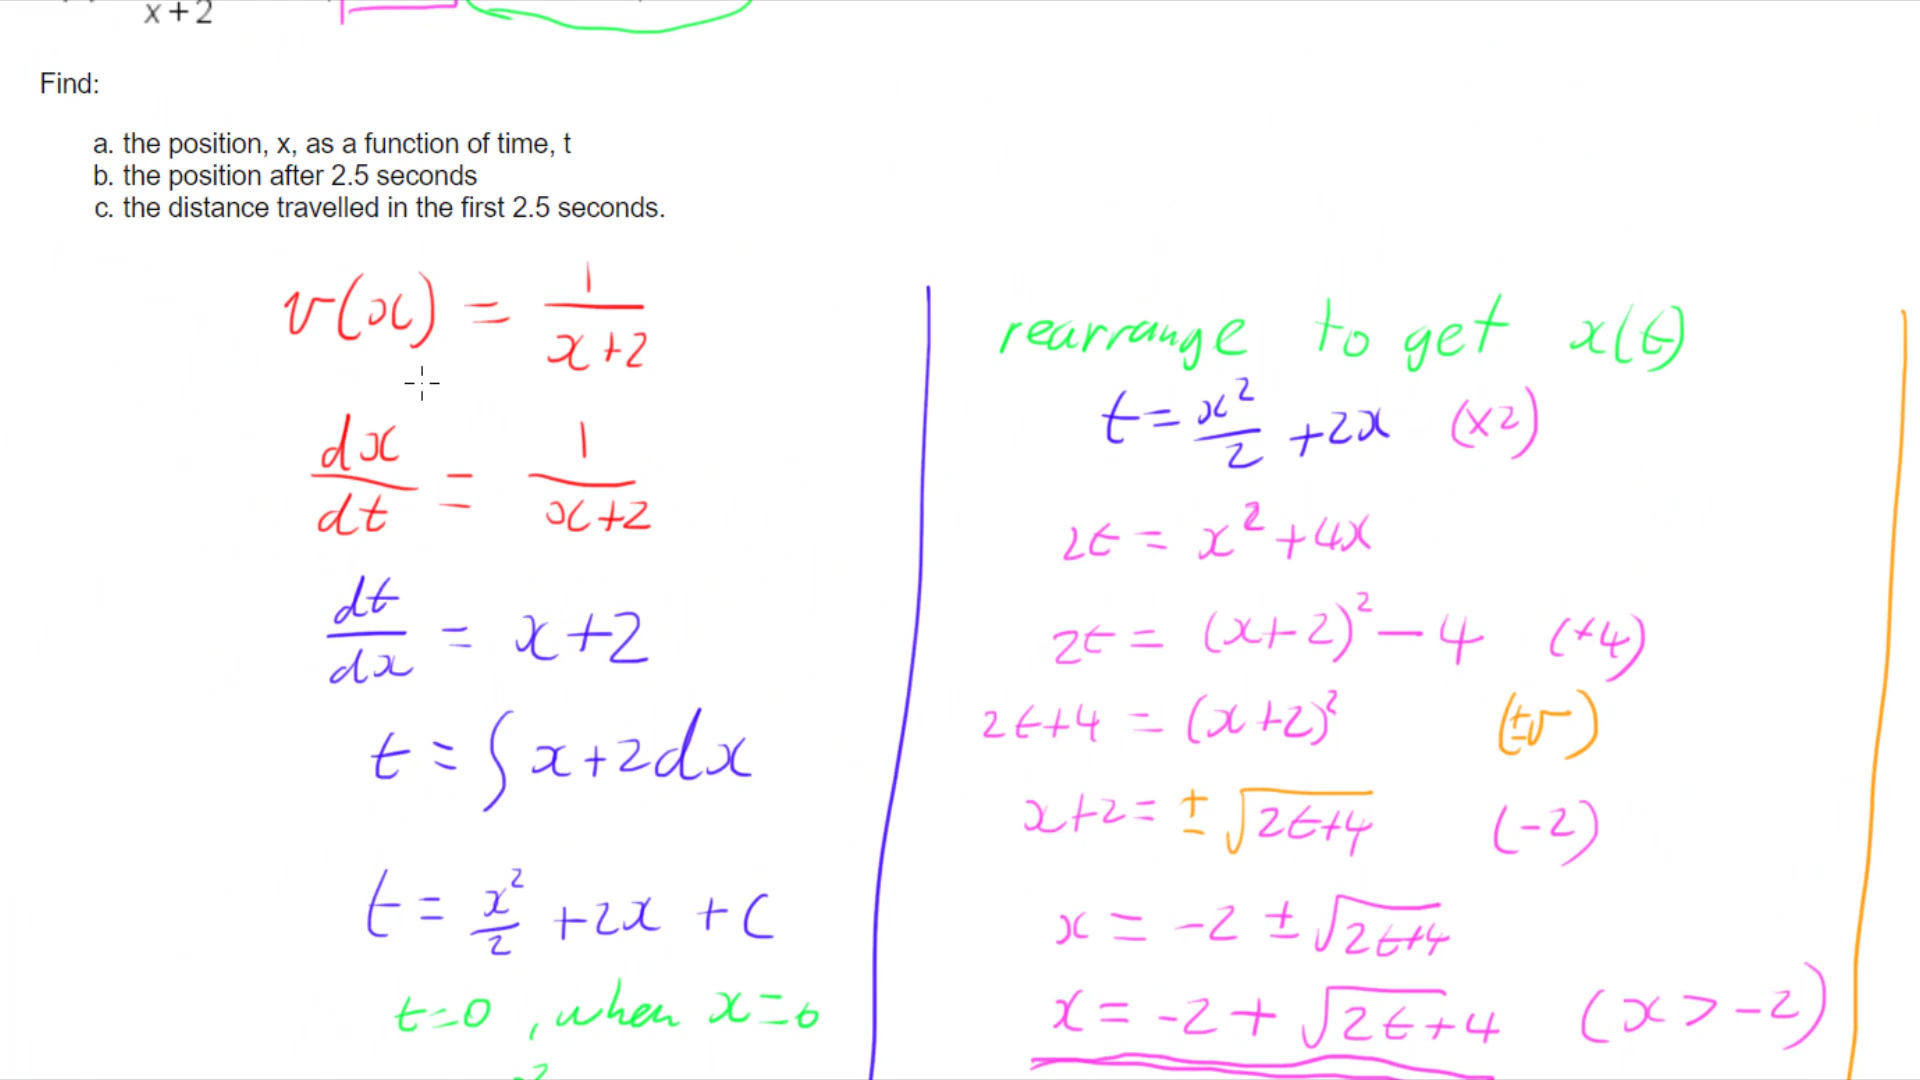 x+2
Find:
a. the position, x, as a function of time, t
b. the position after 2.5 seconds
c. the distance travelled in the first 2.5 seconds.
v(x) = 1/(x+2)
dx/dt = 1/(x+2)
dt/dx = x+2
t = ∫ x+2 dx
t = x²/2 + 2x + C
t=0, when x=0
rearrange to get x(t)
t = x²/2 + 2x (x2)
2t = x² + 4x
2t = (x+2)² – 4 (+4)
2t+4 = (x+2)² (±√)
x+2 = ± √(2t+4) (-2)
x = -2 ± √(2t+4)
x = -2 + √(2t+4) (x > -2)